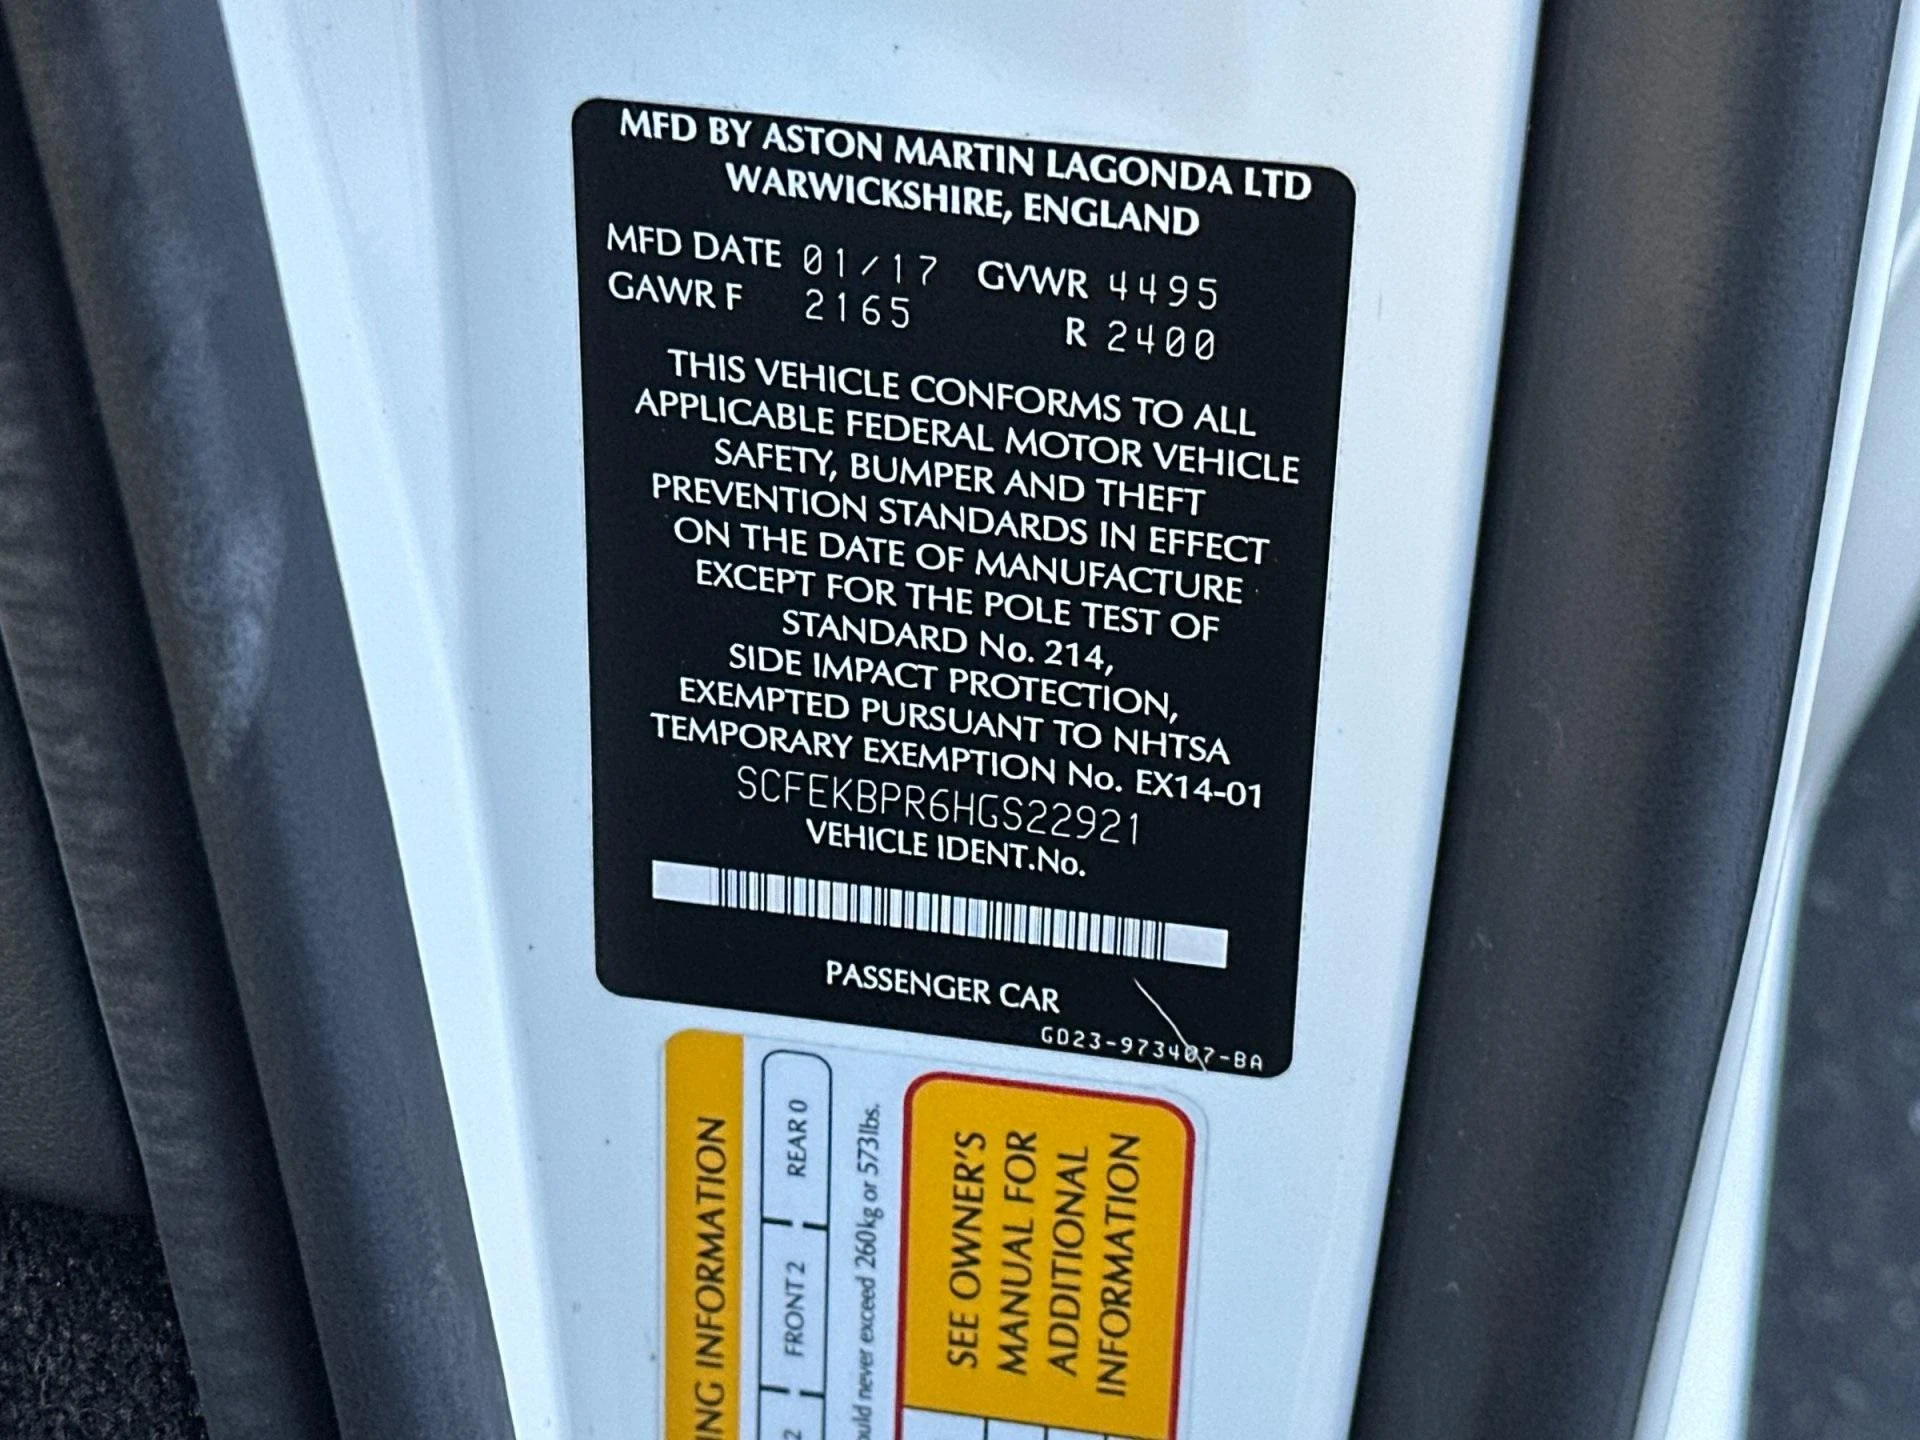 MFD BY ASTON MARTIN LAGONDA LTD
WARWICKSHIRE, ENGLAND
MFD DATE 01/17 GVWR 4495
GAWR F 2165 R 2400
THIS VEHICLE CONFORMS TO ALL
APPLICABLE FEDERAL MOTOR VEHICLE
SAFETY, BUMPER AND THEFT
PREVENTION STANDARDS IN EFFECT
ON THE DATE OF MANUFACTURE
EXCEPT FOR THE POLE TEST OF
STANDARD No. 214,
SIDE IMPACT PROTECTION,
EXEMPTED PURSUANT TO NHTSA
TEMPORARY EXEMPTION No. EX14-01
SCFEKBPR6HGS22921
VEHICLE IDENT.No.
PASSENGER CAR
GD23-973407-BA
INFORMATION
2 FRONT 2 REAR 0
never exceed 260kg or 573lbs.
SEE OWNER'S
MANUAL FOR
ADDITIONAL
INFORMATION